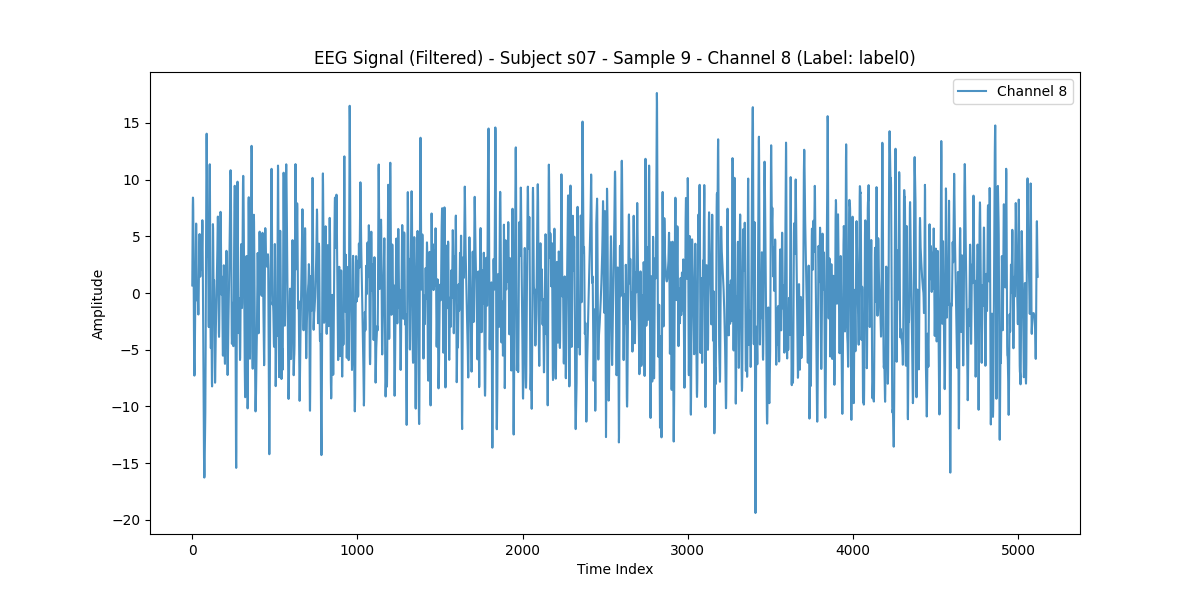 EEG Signal (Filtered) - Subject s07 - Sample 9 - Channel 8 (Label: label0)
Channel 8
Amplitude
15
10
5
0
−5
−10
−15
−20
0 1000 2000 3000 4000 5000
Time Index